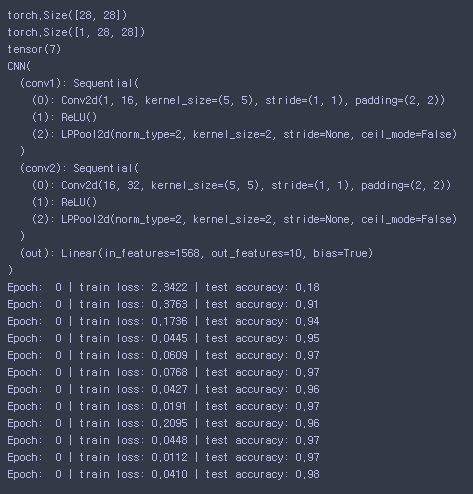 torch.Size([28, 28])
torch.Size([1, 28, 28])
tensor(7)
CNN(
  (conv1): Sequential(
    (0): Conv2d(1, 16, kernel_size=(5, 5), stride=(1, 1), padding=(2, 2))
    (1): ReLU()
    (2): LPPool2d(norm_type=2, kernel_size=2, stride=None, ceil_mode=False)
  )
  (conv2): Sequential(
    (0): Conv2d(16, 32, kernel_size=(5, 5), stride=(1, 1), padding=(2, 2))
    (1): ReLU()
    (2): LPPool2d(norm_type=2, kernel_size=2, stride=None, ceil_mode=False)
  )
  (out): Linear(in_features=1568, out_features=10, bias=True)
)
Epoch:  0 | train loss: 2.3422 | test accuracy: 0.18
Epoch:  0 | train loss: 0.3763 | test accuracy: 0.91
Epoch:  0 | train loss: 0.1736 | test accuracy: 0.94
Epoch:  0 | train loss: 0.0445 | test accuracy: 0.95
Epoch:  0 | train loss: 0.0609 | test accuracy: 0.97
Epoch:  0 | train loss: 0.0768 | test accuracy: 0.97
Epoch:  0 | train loss: 0.0427 | test accuracy: 0.96
Epoch:  0 | train loss: 0.0191 | test accuracy: 0.97
Epoch:  0 | train loss: 0.2095 | test accuracy: 0.96
Epoch:  0 | train loss: 0.0448 | test accuracy: 0.97
Epoch:  0 | train loss: 0.0112 | test accuracy: 0.97
Epoch:  0 | train loss: 0.0410 | test accuracy: 0.98